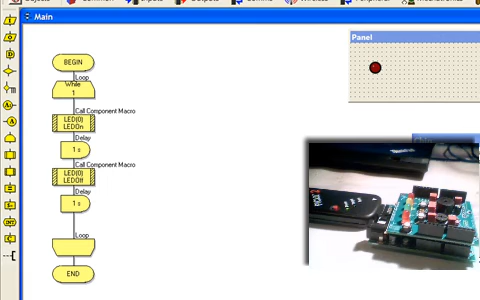 Main
BEGIN
Loop
While
1
Call Component Macro
LED(0)
LEDOn
Delay
1 s
Call Component Macro
LED(0)
LEDOff
Delay
1 s
Loop
END
Panel